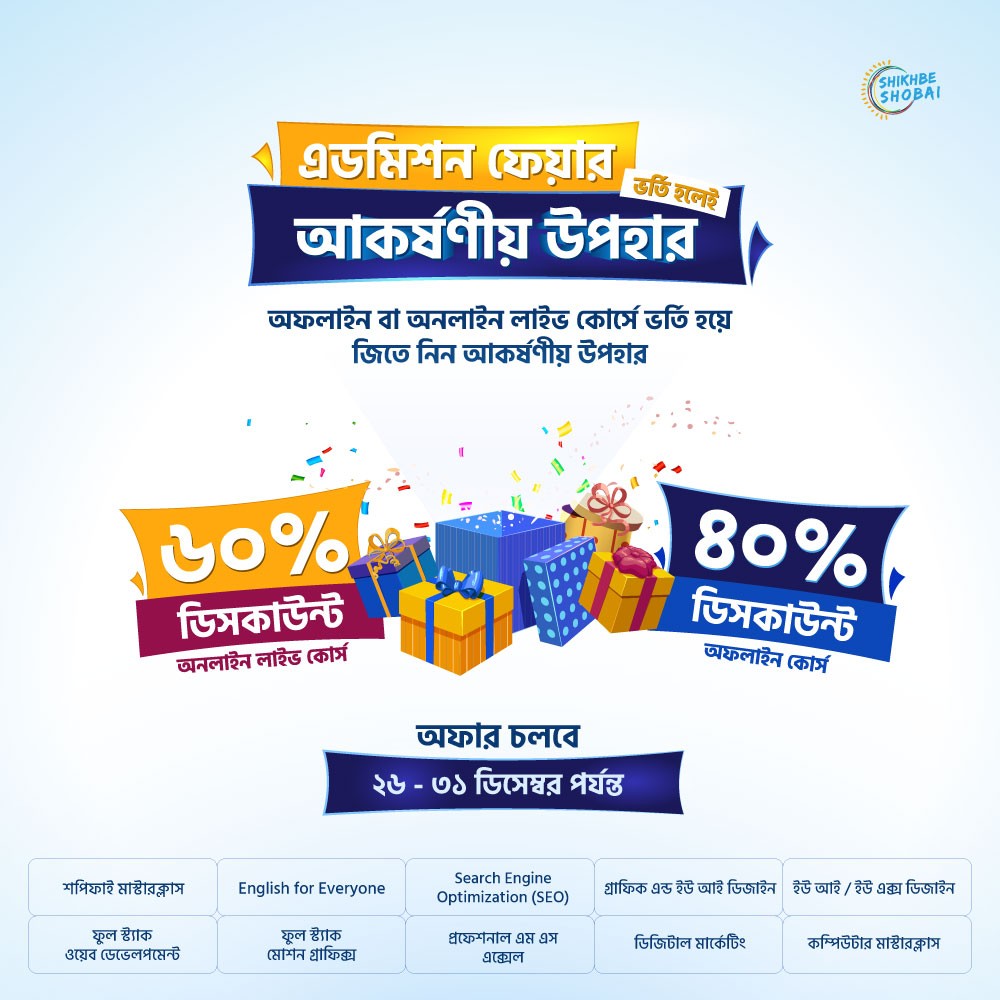 SHIKHBE
SHOBAI
এডমিশন ফেয়ার
ভর্তি হলেই
আকর্ষণীয় উপহার
অফলাইন বা অনলাইন লাইভ কোর্সে ভর্তি হয়ে
জিতে নিন আকর্ষণীয় উপহার
৬০%
ডিসকাউন্ট
অনলাইন লাইভ কোর্স
৪০%
ডিসকাউন্ট
অফলাইন কোর্স
অফার চলবে
২৬ - ৩১ ডিসেম্বর পর্যন্ত
শপিফাই মাস্টারক্লাস
English for Everyone
Search Engine
Optimization (SEO)
গ্রাফিক এন্ড ইউ আই ডিজাইন
ইউ আই / ইউ এক্স ডিজাইন
ফুল স্ট্যাক
ওয়েব ডেভেলপমেন্ট
ফুল স্ট্যাক
মোশন গ্রাফিক্স
প্রফেশনাল এম এস
এক্সেল
ডিজিটাল মার্কেটিং
কম্পিউটার মাস্টারক্লাস